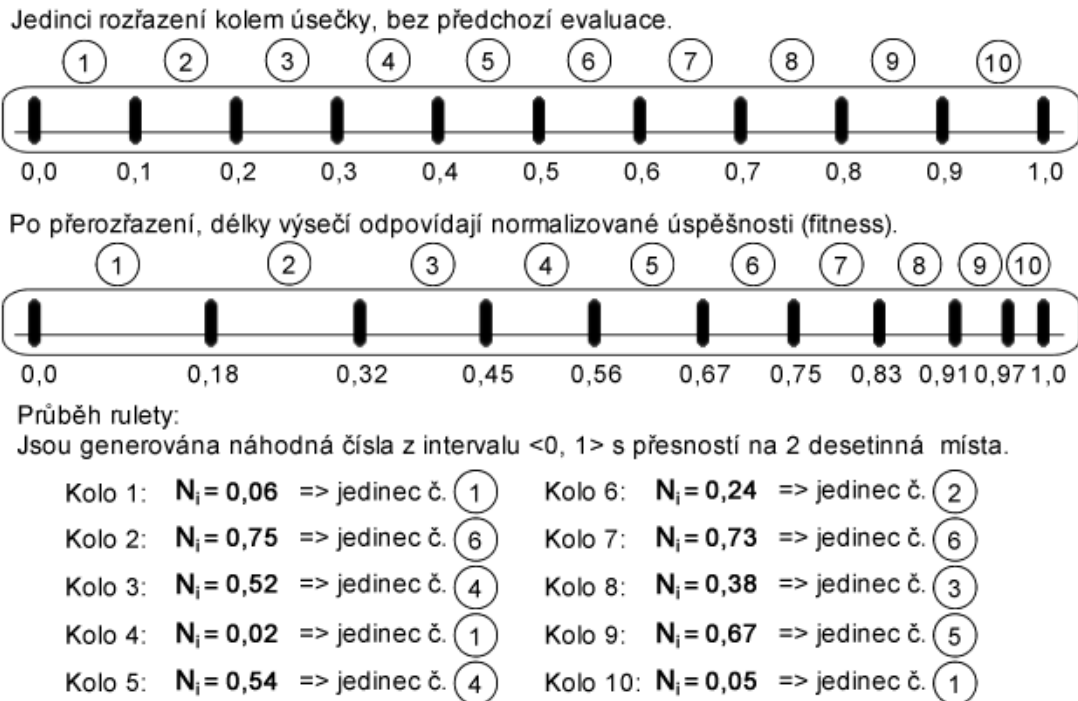 Jedinci rozřazení kolem úsečky, bez předchozí evaluace.
1 2 3 4 5 6 7 8 9 10
0,0 0,1 0,2 0,3 0,4 0,5 0,6 0,7 0,8 0,9 1,0
Po přerozřazení, délky výsečí odpovídají normalizované úspěšnosti (fitness).
1 2 3 4 5 6 7 8 9 10
0,0 0,18 0,32 0,45 0,56 0,67 0,75 0,83 0,91 0,97 1,0
Průběh rulety:
Jsou generována náhodná čísla z intervalu <0, 1> s přesností na 2 desetinná místa.
Kolo 1: Ni = 0,06 => jedinec č. 1
Kolo 2: Ni = 0,75 => jedinec č. 6
Kolo 3: Ni = 0,52 => jedinec č. 4
Kolo 4: Ni = 0,02 => jedinec č. 1
Kolo 5: Ni = 0,54 => jedinec č. 4
Kolo 6: Ni = 0,24 => jedinec č. 2
Kolo 7: Ni = 0,73 => jedinec č. 6
Kolo 8: Ni = 0,38 => jedinec č. 3
Kolo 9: Ni = 0,67 => jedinec č. 5
Kolo 10: Ni = 0,05 => jedinec č. 1